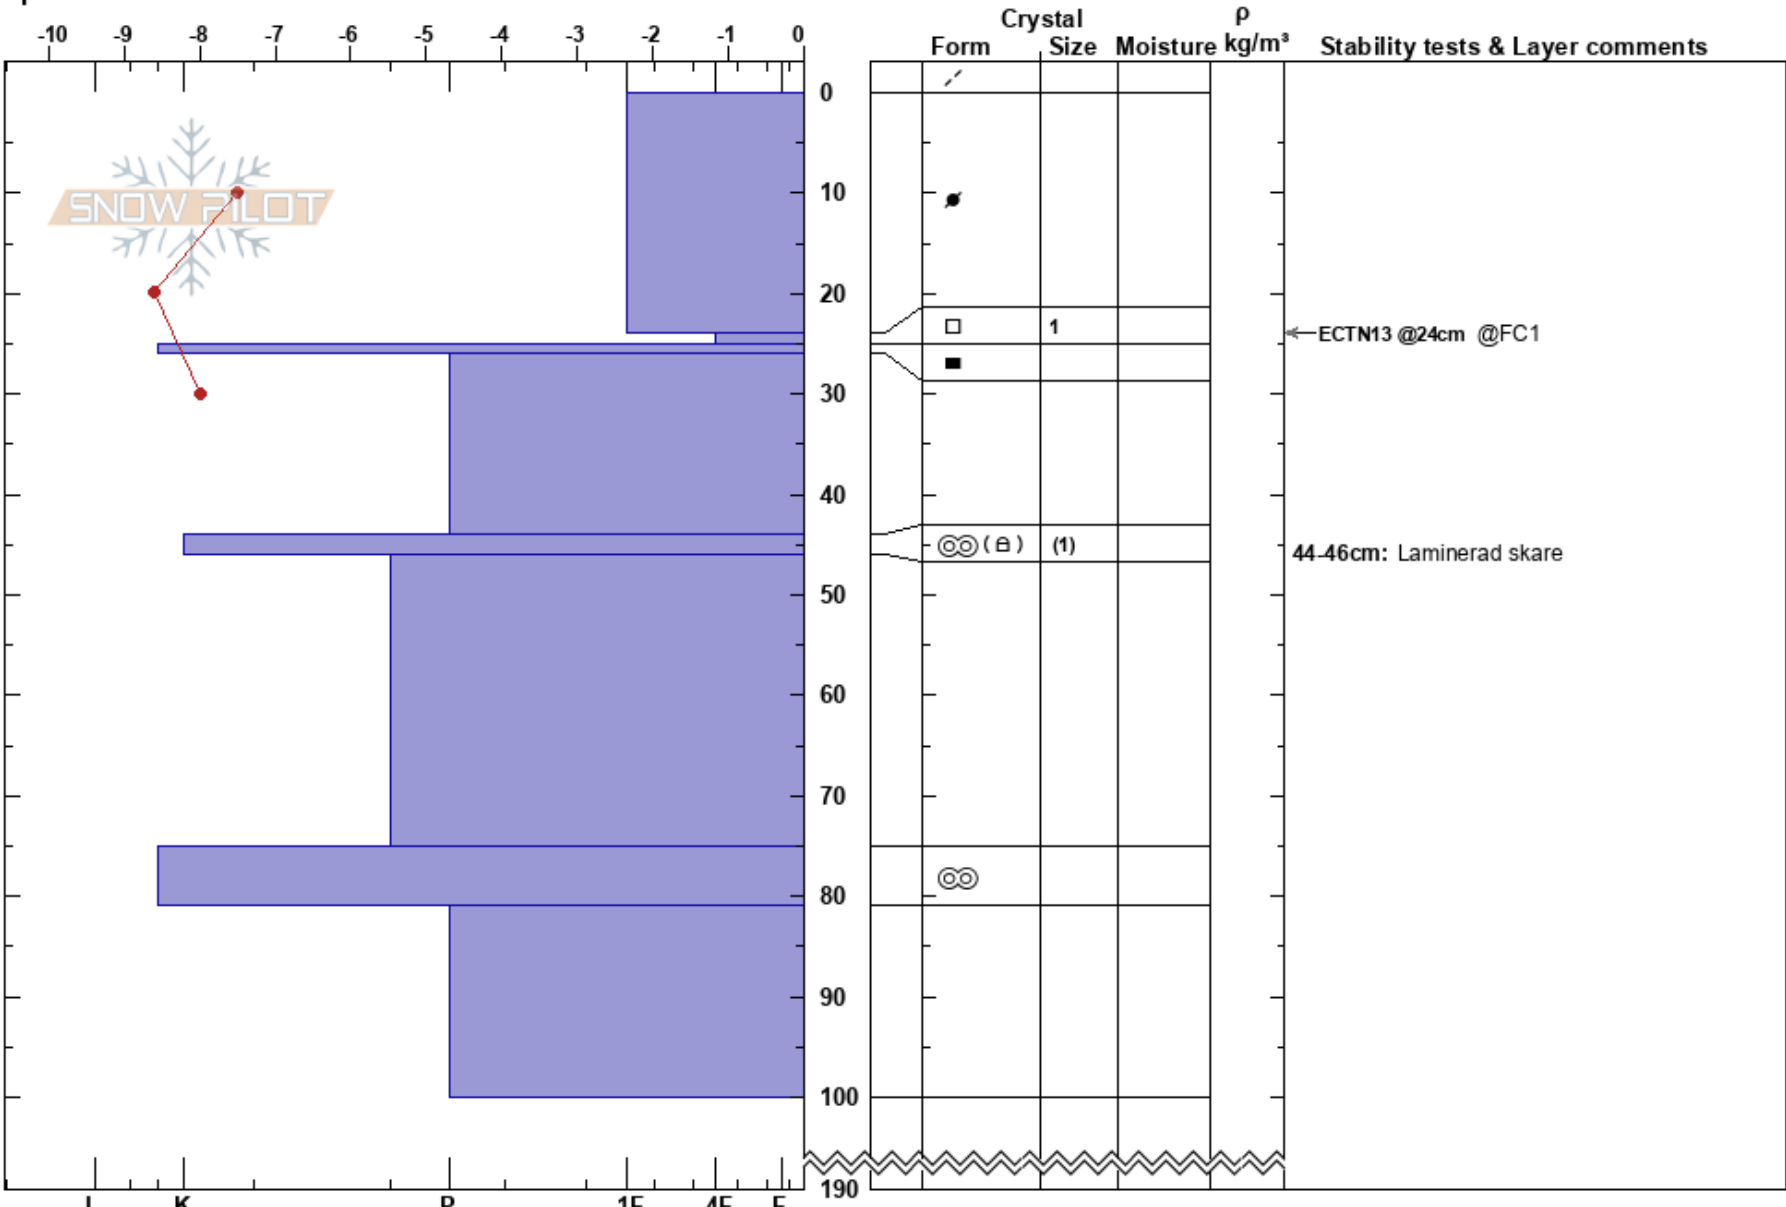 Crystal ρ
-10 -9 -8 -7 -6 -5 -4 -3 -2 -1 0 Form Size Moisture kg/m³ Stability tests & Layer comments
0
10
SNOW PILOT
20
1
ECTN13 @24cm @FC1
30
40
(1)
44-46cm: Laminerad skare
50
60
70
80
90
100
190
I K P 1F 4F F